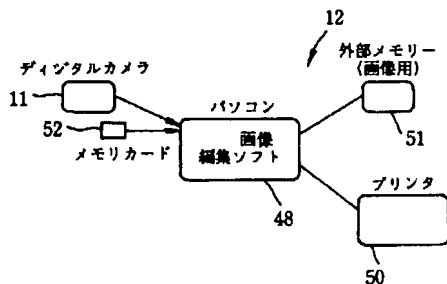 12
ディジタルカメラ
11
52
メモリカード
パソコン
画像
編集ソフト
48
外部メモリー
(画像用)
51
プリンタ
50